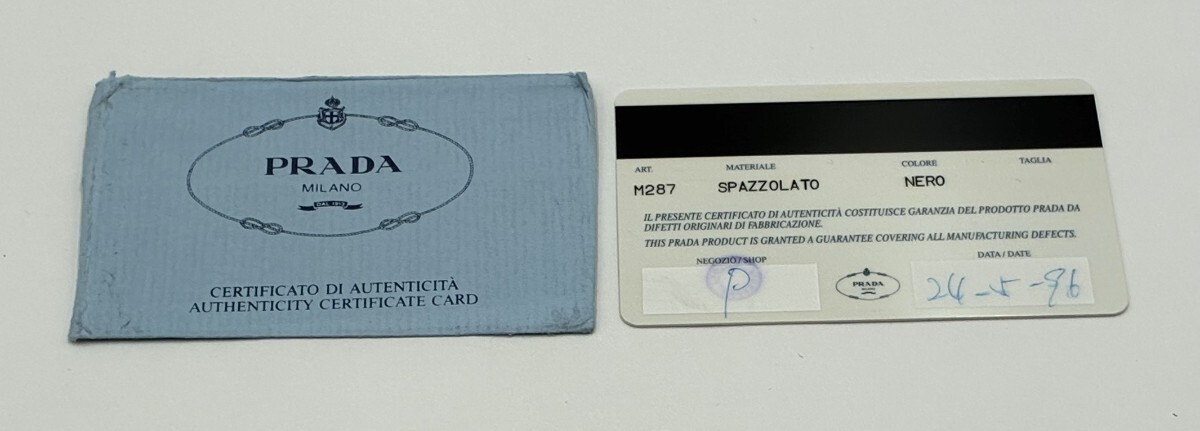 PRADA
MILANO
DAL 1913
CERTIFICATO DI AUTENTICITÀ
AUTHENTICITY CERTIFICATE CARD
ART. MATERIALE COLORE TAGLIA
M287 SPAZZOLATO NERO
IL PRESENTE CERTIFICATO DI AUTENTICITÀ COSTITUISCE GARANZIA DEL PRODOTTO PRADA DA
DIFETTI ORIGINARI DI FABBRICAZIONE.
THIS PRADA PRODUCT IS GRANTED A GUARANTEE COVERING ALL MANUFACTURING DEFECTS.
NEGOZIO / SHOP DATA / DATE
P
PRADA
MILANO
24-5-96